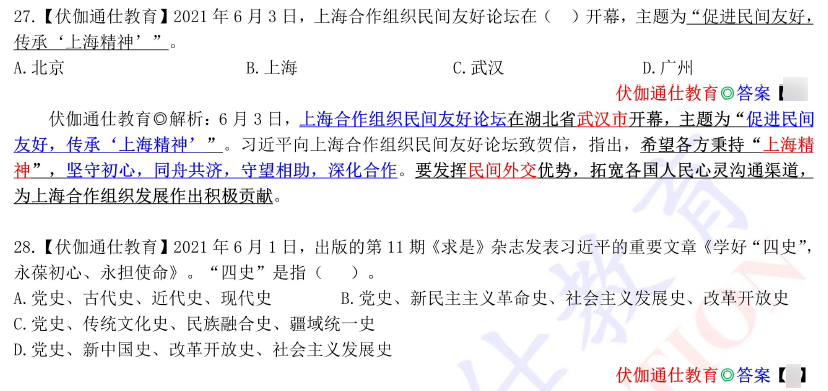 27.【伏伽通仕教育】2021年6月3日，上海合作组织民间友好论坛在（ ）开幕，主题为“促进民间友好，
传承‘上海精神’”。
A.北京 B.上海 C.武汉 D.广州
伏伽通仕教育◎答案【
伏伽通仕教育◎解析：6月3日，上海合作组织民间友好论坛在湖北省武汉市开幕，主题为“促进民间
友好，传承‘上海精神’”。习近平向上海合作组织民间友好论坛致贺信，指出，希望各方秉持“上海精
神”，坚守初心，同舟共济，守望相助，深化合作。要发挥民间外交优势，拓宽各国人民心灵沟通渠道，
为上海合作组织发展作出积极贡献。
28.【伏伽通仕教育】2021年6月1日，出版的第11期《求是》杂志发表习近平的重要文章《学好“四史”，
永葆初心、永担使命》。“四史”是指（ ）。
A.党史、古代史、近代史、现代史 B.党史、新民主主义革命史、社会主义发展史、改革开放史
C.党史、传统文化史、民族融合史、疆域统一史
D.党史、新中国史、改革开放史、社会主义发展史
伏伽通仕教育◎答案【 】
仕教育